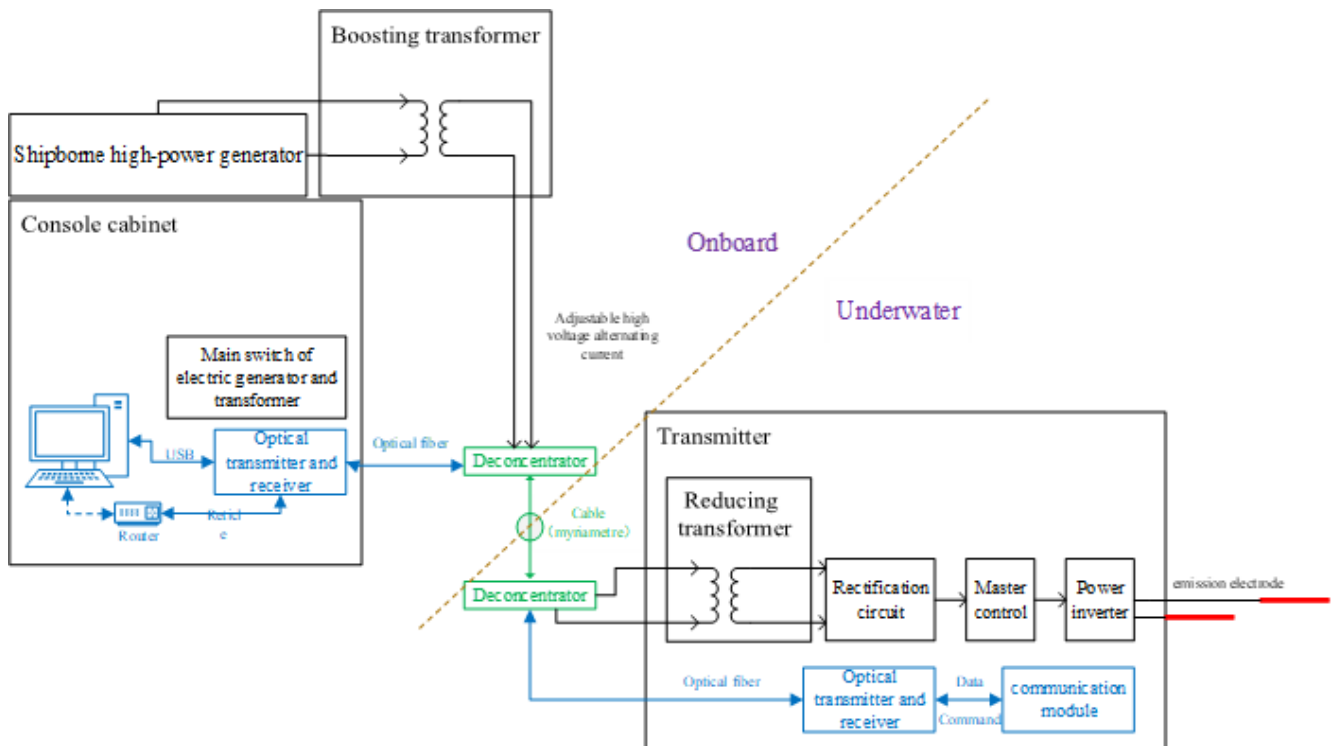 Boosting transformer
Shipborne high-power generator
Console cabinet
Onboard
Underwater
Adjustable high
voltage alternating
current
Main switch of
electric generator and
transformer
USB
Optical
transmitter and
receiver
Optical fiber
Deconcentrator
Reticl
e
Router
Cable
(myriametre)
Deconcentrator
Transmitter
Reducing
transformer
Rectification
circuit
Master
control
Power
inverter
emission electrode
Optical fiber
Optical
transmitter and
receiver
Data
Command
communication
module